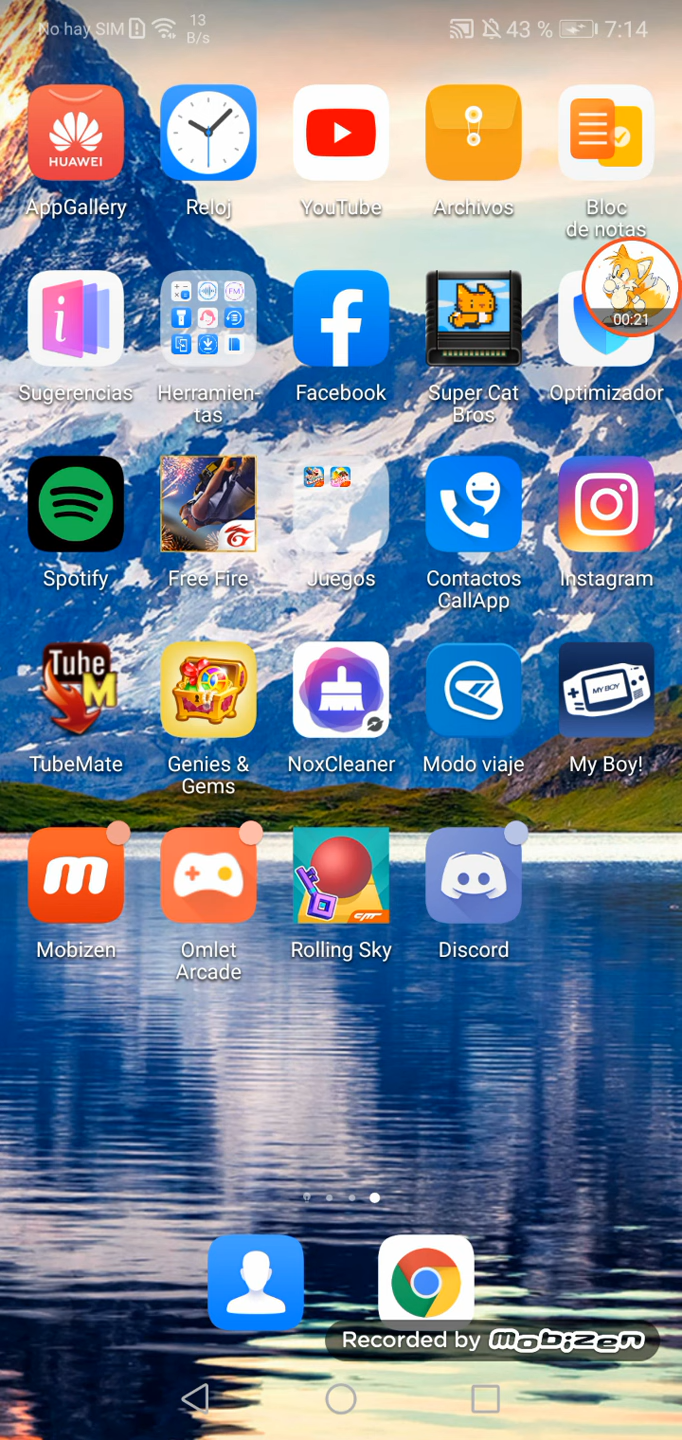 No hay SIM
13
B/s
43 %
7:14
HUAWEI
AppGallery
Reloj
YouTube
Archivos
Bloc
de notas
00:21
FM
i
Sugerencias
Herramien-
tas
Facebook
Super Cat
Bros
Optimizador
Spotify
Free Fire
Juegos
Contactos
CallApp
Instagram
Tube
M
MY BOY
TubeMate
Genies &
Gems
NoxCleaner
Modo viaje
My Boy!
m
CMT
Mobizen
Omlet
Arcade
Rolling Sky
Discord
Recorded by mobizen